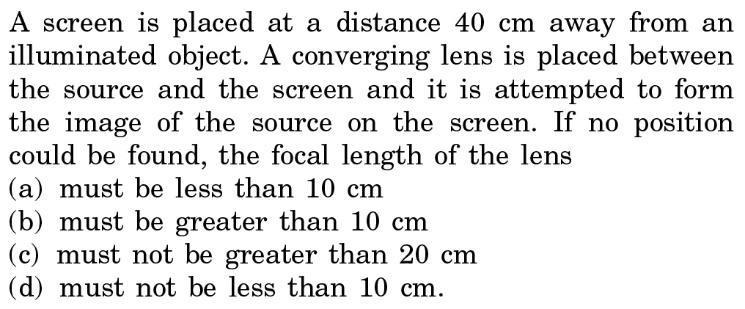 A screen is placed at a distance 40 cm away from an
illuminated object. A converging lens is placed between
the source and the screen and it is attempted to form
the image of the source on the screen. If no position
could be found, the focal length of the lens
(a) must be less than 10 cm
(b) must be greater than 10 cm
(c) must not be greater than 20 cm
(d) must not be less than 10 cm.